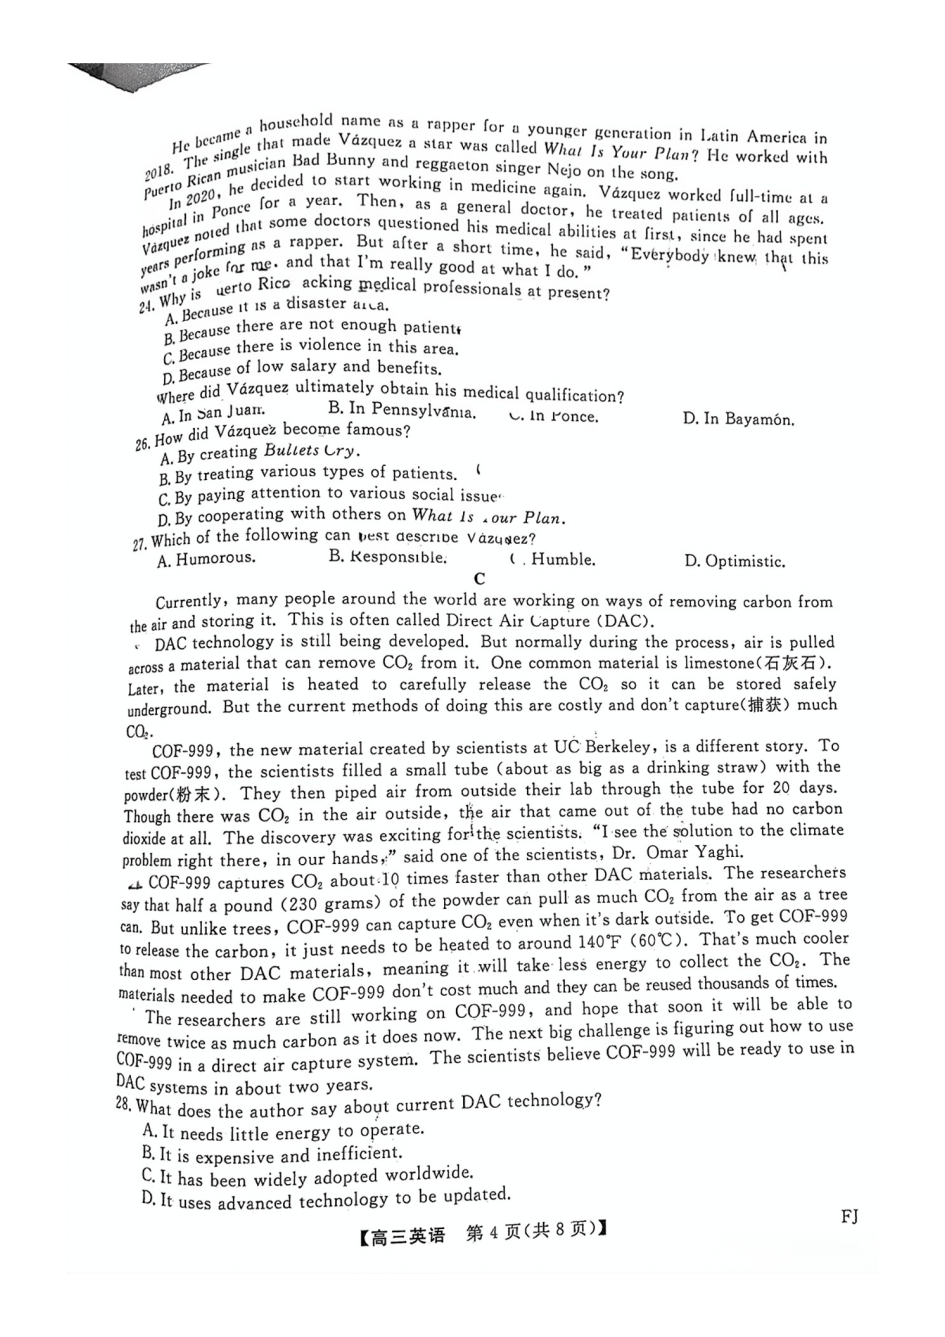 He became a household name as a rapper for a younger generation in Latin America in
2018. The single that made Vázquez a star was called What Is Your Plan? He worked with
Puerto Rican musician Bad Bunny and reggaeton singer Nejo on the song.
In 2020, he decided to start working in medicine again. Vázquez worked full-time at a
hospital in Ponce for a year. Then, as a general doctor, he treated patients of all ages.
Vázquez noted that some doctors questioned his medical abilities at first, since he had spent
years performing as a rapper. But after a short time, he said, “Everybody knew that this
wasn't a joke for me, and that I'm really good at what I do.”
24. Why is uerto Rico acking medical professionals at present?
A. Because it is a disaster area.
B. Because there are not enough patients
C. Because there is violence in this area.
D. Because of low salary and benefits.
Where did Vázquez ultimately obtain his medical qualification?
A. In San Juan. B. In Pennsylvania. C. In Ponce. D. In Bayamón.
26. How did Vázquez become famous?
A. By creating Bullets Cry.
B. By treating various types of patients.
C. By paying attention to various social issue
D. By cooperating with others on What Is our Plan.
27. Which of the following can best describe Vázquez?
A. Humorous. B. Responsible. C. Humble. D. Optimistic.
C
Currently, many people around the world are working on ways of removing carbon from
the air and storing it. This is often called Direct Air Capture (DAC).
DAC technology is still being developed. But normally during the process, air is pulled
across a material that can remove CO₂ from it. One common material is limestone(石灰石).
Later, the material is heated to carefully release the CO₂ so it can be stored safely
underground. But the current methods of doing this are costly and don't capture(捕获) much
CO₂.
COF-999, the new material created by scientists at UC Berkeley, is a different story. To
test COF-999, the scientists filled a small tube (about as big as a drinking straw) with the
powder(粉末). They then piped air from outside their lab through the tube for 20 days.
Though there was CO₂ in the air outside, the air that came out of the tube had no carbon
dioxide at all. The discovery was exciting for the scientists. “I see the solution to the climate
problem right there, in our hands,” said one of the scientists, Dr. Omar Yaghi.
COF-999 captures CO₂ about 10 times faster than other DAC materials. The researchers
say that half a pound (230 grams) of the powder can pull as much CO₂ from the air as a tree
can. But unlike trees, COF-999 can capture CO₂ even when it's dark outside. To get COF-999
to release the carbon, it just needs to be heated to around 140℉ (60℃). That's much cooler
than most other DAC materials, meaning it will take less energy to collect the CO₂. The
materials needed to make COF-999 don't cost much and they can be reused thousands of times.
The researchers are still working on COF-999, and hope that soon it will be able to
remove twice as much carbon as it does now. The next big challenge is figuring out how to use
COF-999 in a direct air capture system. The scientists believe COF-999 will be ready to use in
DAC systems in about two years.
28. What does the author say about current DAC technology?
A. It needs little energy to operate.
B. It is expensive and inefficient.
C. It has been widely adopted worldwide.
D. It uses advanced technology to be updated.
【高三英语 第 4 页(共 8 页)】
FJ